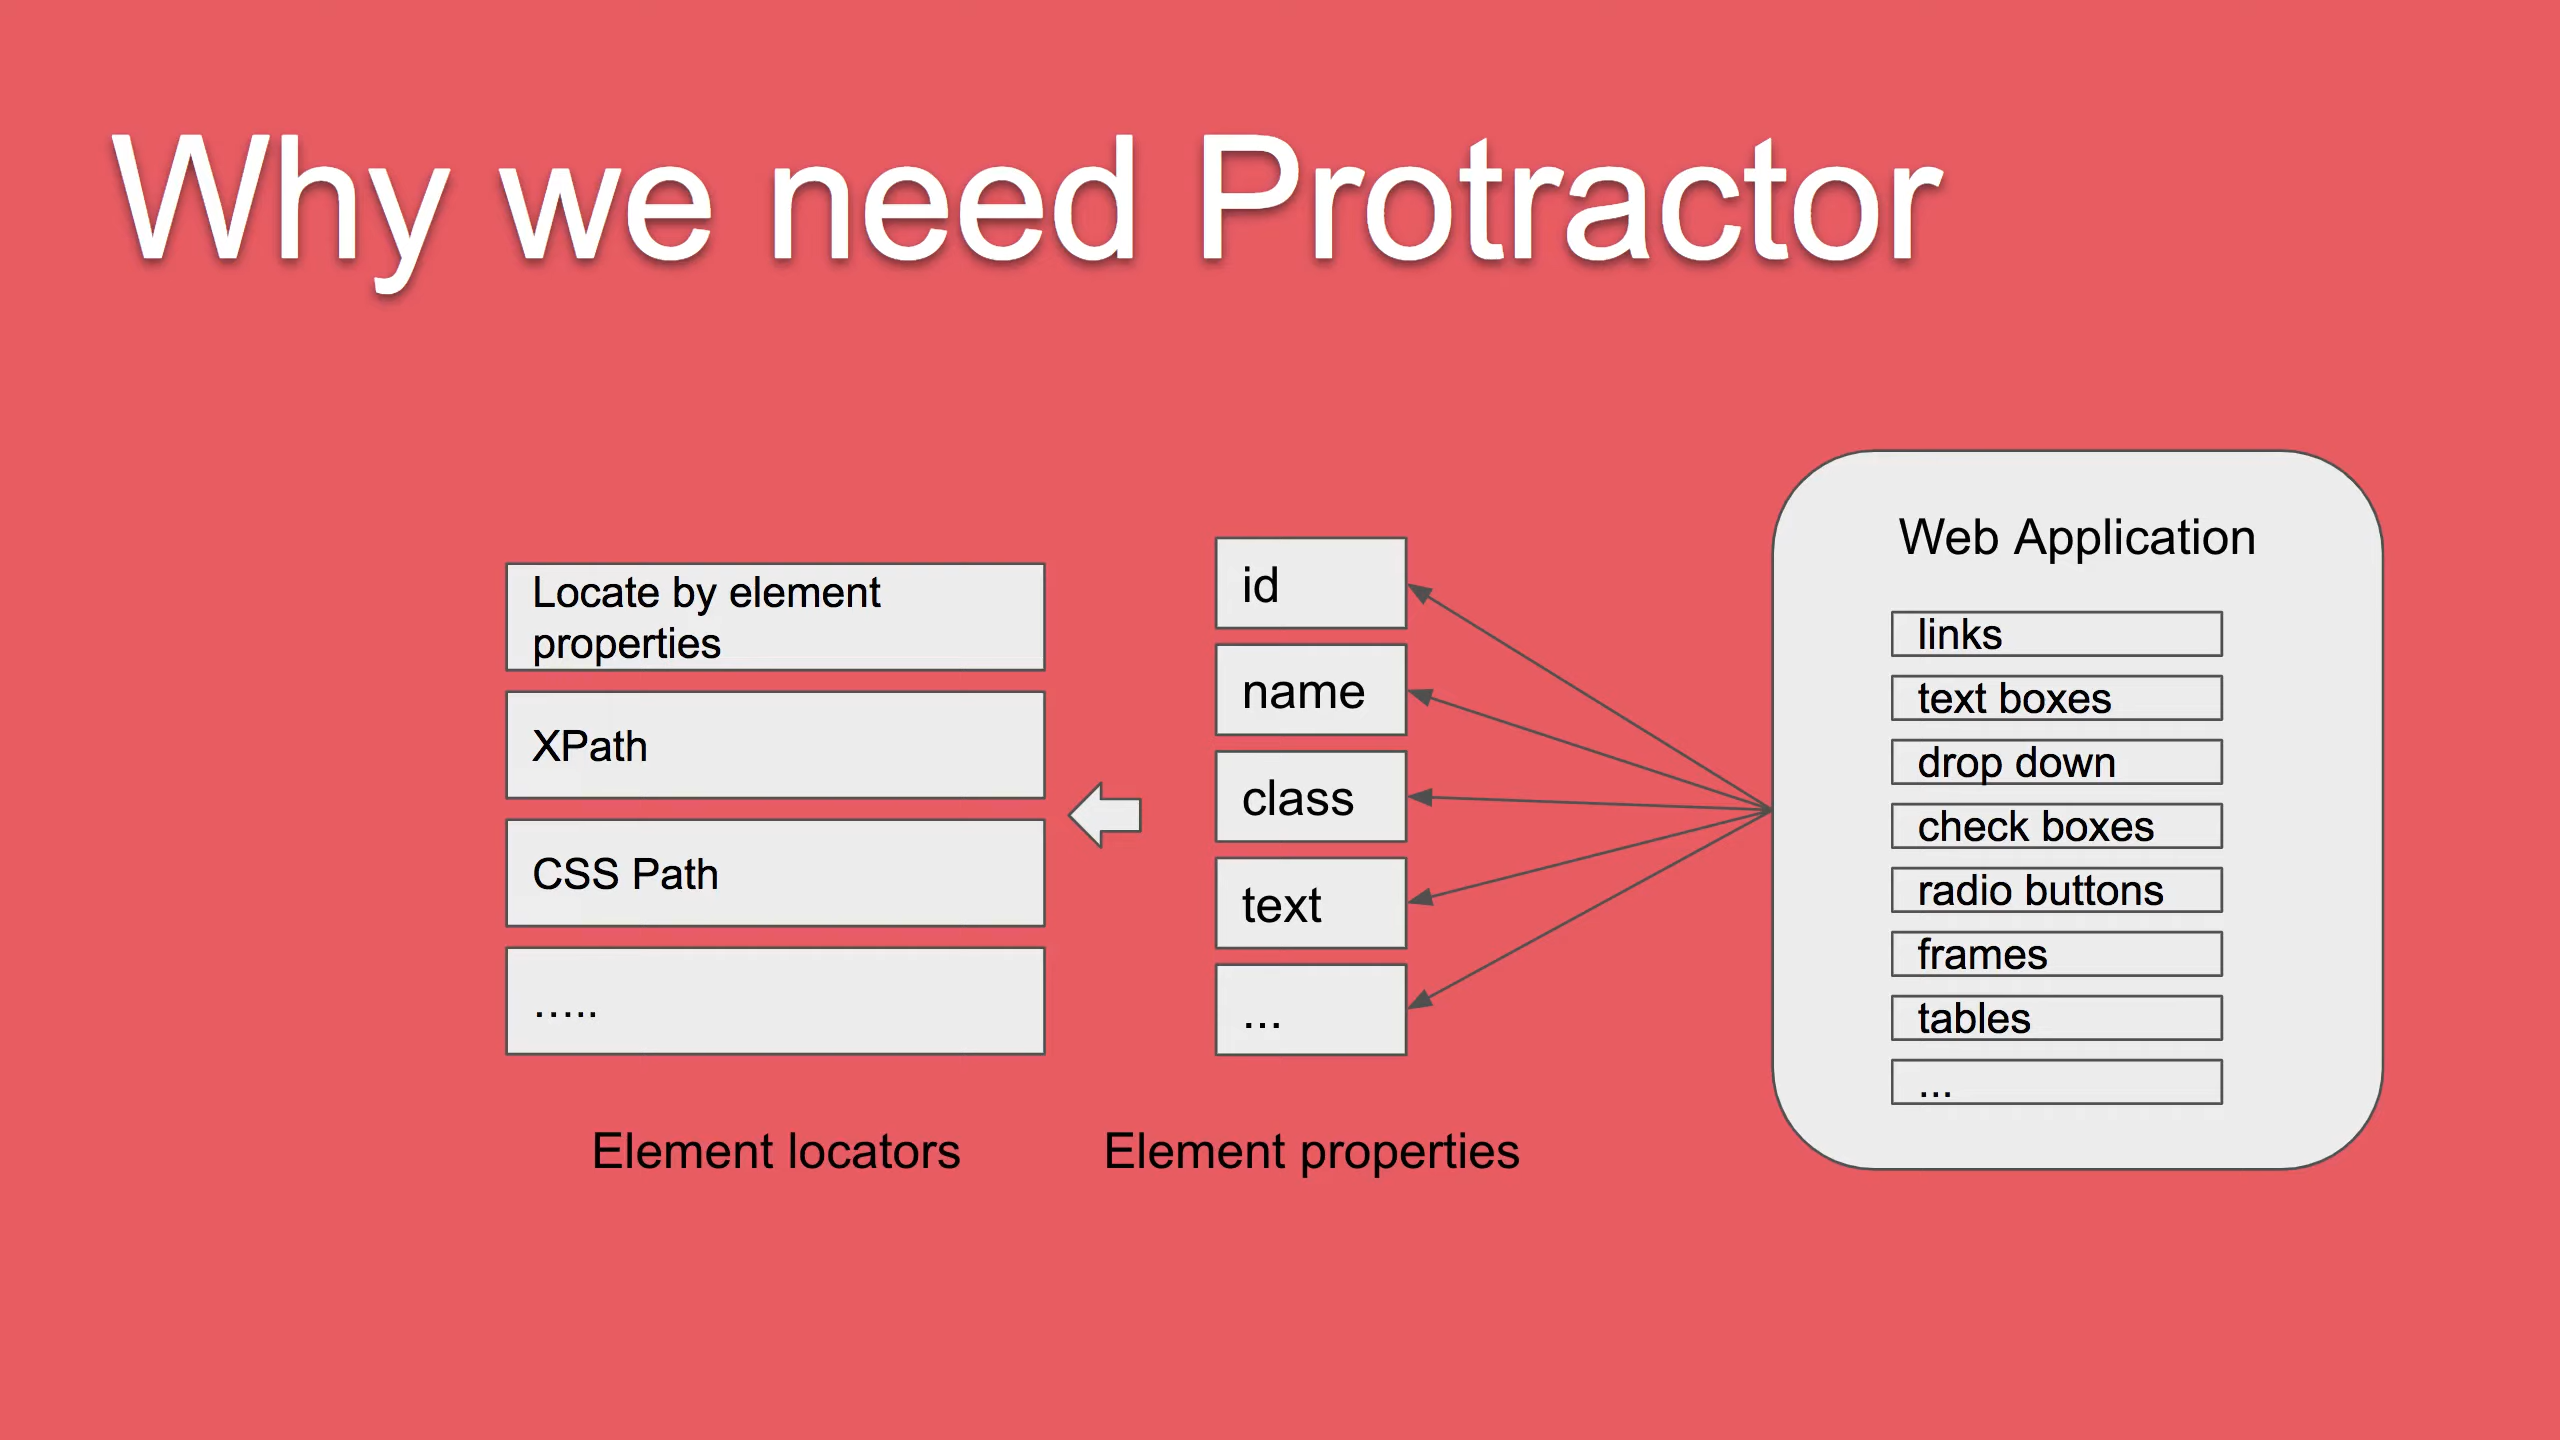 Why we need Protractor
Locate by element
properties
XPath
CSS Path
.....
Element locators
id
name
class
text
...
Element properties
Web Application
links
text boxes
drop down
check boxes
radio buttons
frames
tables
...